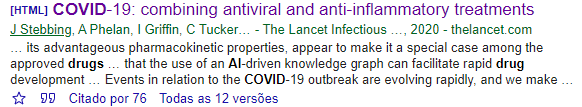 [HTML] COVID-19: combining antiviral and anti-inflammatory treatments
J Stebbing, A Phelan, I Griffin, C Tucker… - The Lancet Infectious …, 2020 - thelancet.com
… its advantageous pharmacokinetic properties, appear to make it a special case among the
approved drugs … that the use of an AI-driven knowledge graph can facilitate rapid drug
development … Events in relation to the COVID-19 outbreak are evolving rapidly, and we make …
Citado por 76 Todas as 12 versões